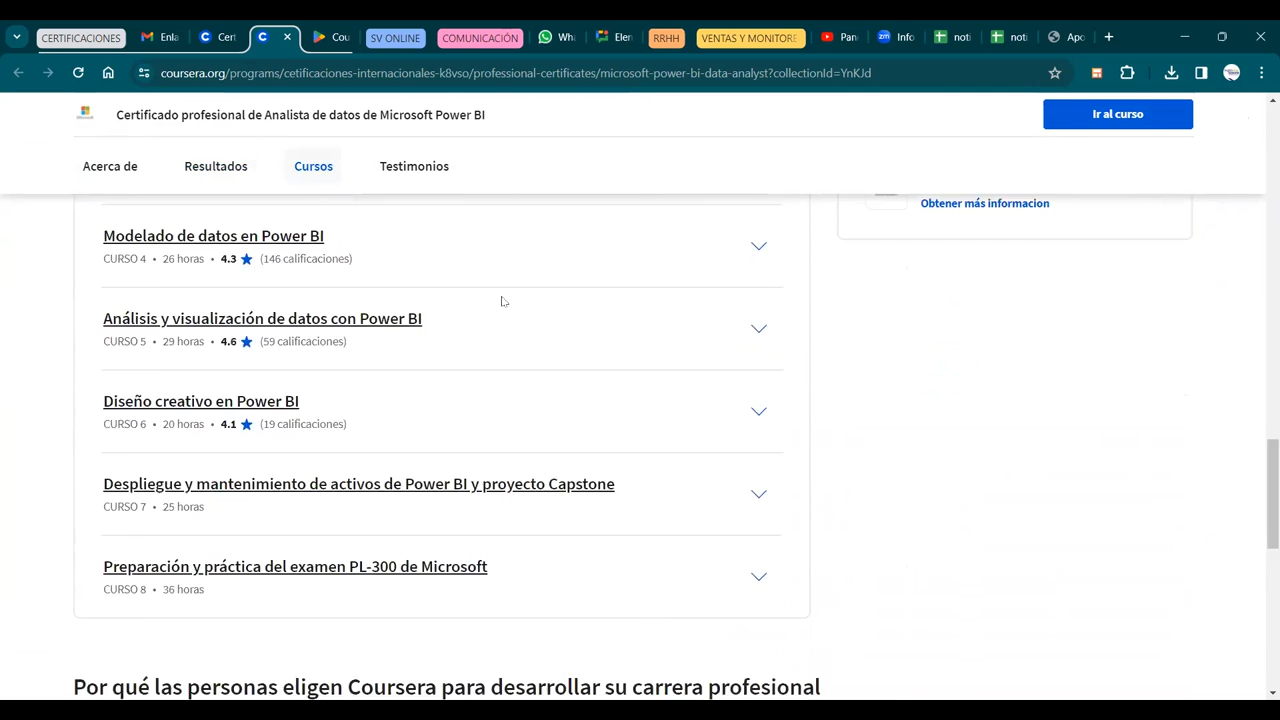 CERTIFICACIONES
Enla
Cert
Cou
SV ONLINE
COMUNICACIÓN
Wha
Elen
RRHH
VENTAS Y MONITORE
Pan
Info
noti
noti
Apo
coursera.org/programs/cetificaciones-internacionales-k8vso/professional-certificates/microsoft-power-bi-data-analyst?collectionId=YnKJd
Certificado profesional de Analista de datos de Microsoft Power BI
Ir al curso
Acerca de
Resultados
Cursos
Testimonios
Obtener más informacion
Modelado de datos en Power BI
CURSO 4 • 26 horas • 4.3 ★ (146 calificaciones)
Análisis y visualización de datos con Power BI
CURSO 5 • 29 horas • 4.6 ★ (59 calificaciones)
Diseño creativo en Power BI
CURSO 6 • 20 horas • 4.1 ★ (19 calificaciones)
Despliegue y mantenimiento de activos de Power BI y proyecto Capstone
CURSO 7 • 25 horas
Preparación y práctica del examen PL-300 de Microsoft
CURSO 8 • 36 horas
Por qué las personas eligen Coursera para desarrollar su carrera profesional